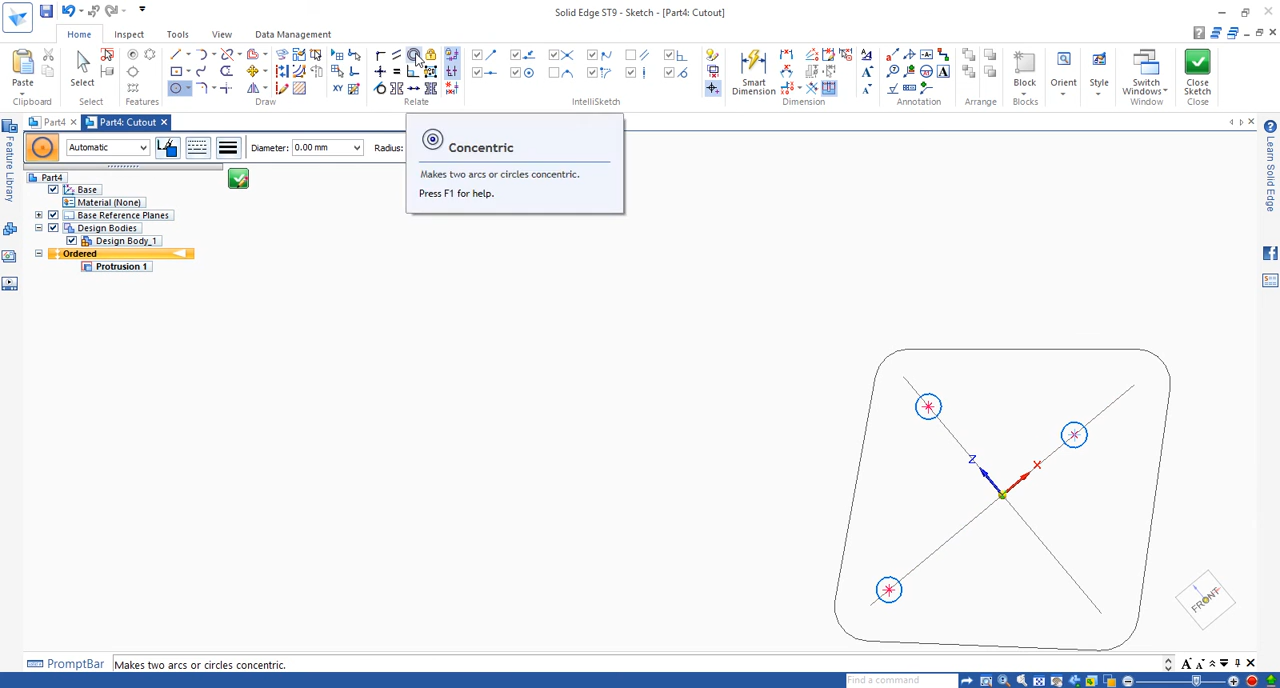 Solid Edge ST9 - Sketch - [Part4: Cutout]
Home
Inspect
Tools
View
Data Management
Paste
Clipboard
Select
Select
Features
Draw
XY
Relate
IntelliSketch
Smart
Dimension
Dimension
Annotation
Arrange
Block
Blocks
Orient
Style
Switch
Windows
Window
Close
Sketch
Close
Part4
Part4: Cutout
Automatic
Diameter:
0.00 mm
Radius:
Concentric
Makes two arcs or circles concentric.
Press F1 for help.
Feature Library
Learn Solid Edge
Part4
Base
Material (None)
Base Reference Planes
Design Bodies
Design Body_1
Ordered
Protrusion 1
Z
X
FRONT
PromptBar
Makes two arcs or circles concentric.
Find a command